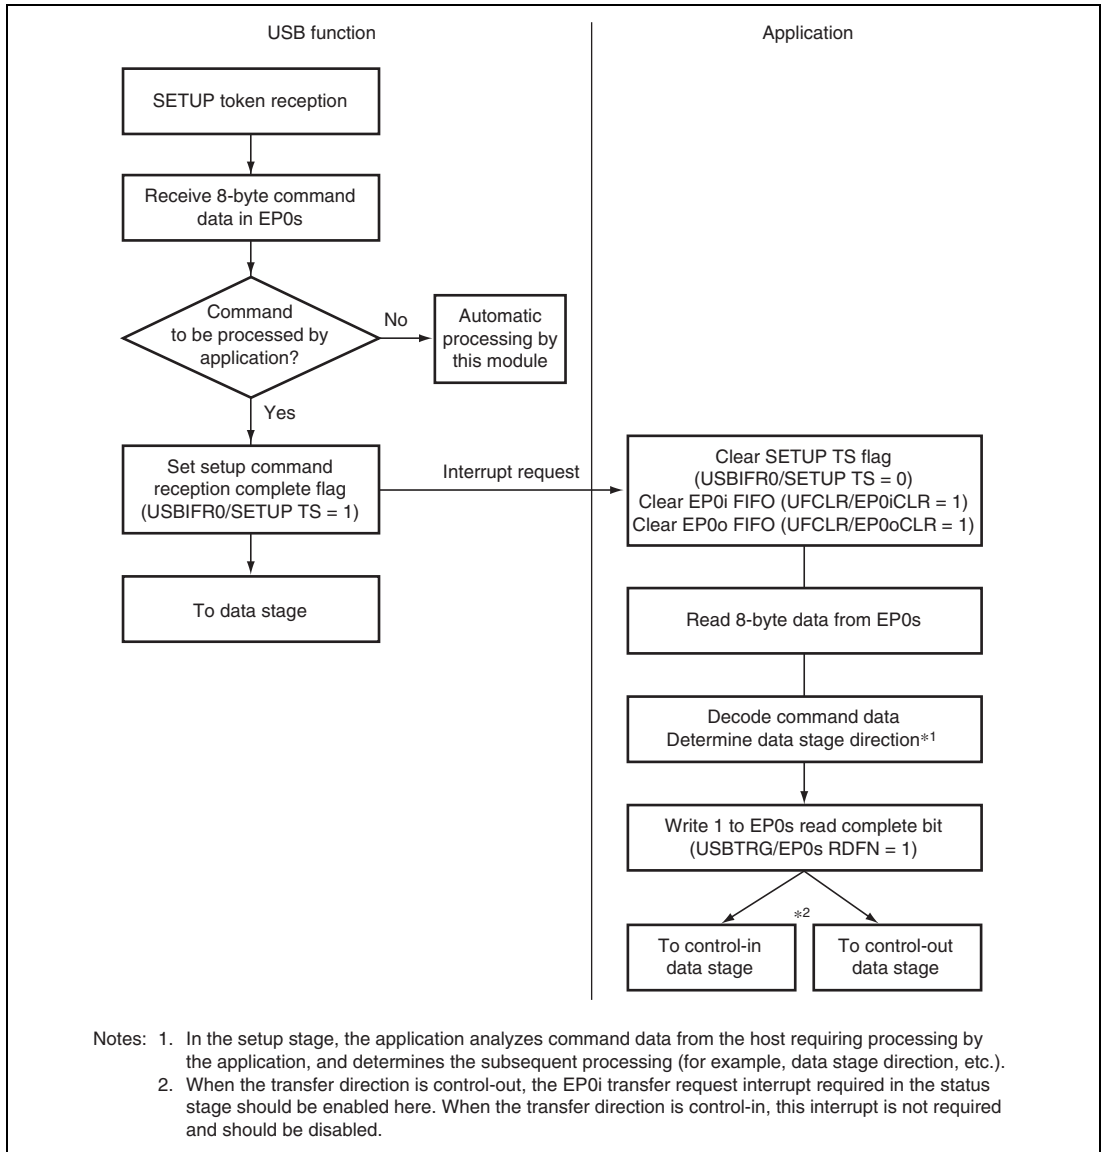 USB function
Application
SETUP token reception
Receive 8-byte command
data in EP0s
Command
to be processed by
application?
No
Automatic
processing by
this module
Yes
Set setup command
reception complete flag
(USBIFR0/SETUP TS = 1)
Interrupt request
To data stage
Clear SETUP TS flag
(USBIFR0/SETUP TS = 0)
Clear EP0i FIFO (UFCLR/EP0iCLR = 1)
Clear EP0o FIFO (UFCLR/EP0oCLR = 1)
Read 8-byte data from EP0s
Decode command data
Determine data stage direction*1
Write 1 to EP0s read complete bit
(USBTRG/EP0s RDFN = 1)
*2
To control-in
data stage
To control-out
data stage
Notes: 1. In the setup stage, the application analyzes command data from the host requiring processing by
the application, and determines the subsequent processing (for example, data stage direction, etc.).
2. When the transfer direction is control-out, the EP0i transfer request interrupt required in the status
stage should be enabled here. When the transfer direction is control-in, this interrupt is not required
and should be disabled.